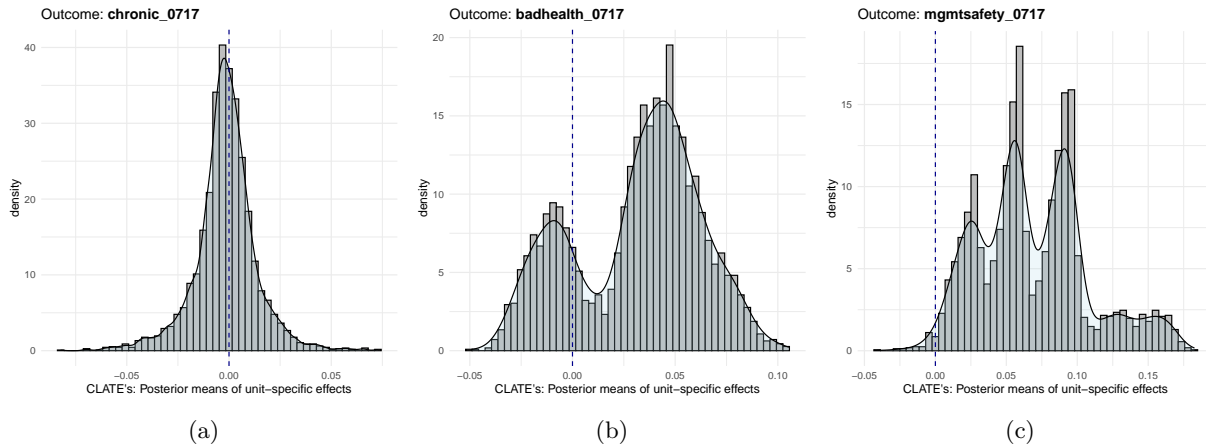 Outcome: chronic_0717
40
30
20
10
0
density
−0.05
0.00
0.05
CLATE's: Posterior means of unit−specific effects
(a)
Outcome: badhealth_0717
20
15
10
5
0
density
−0.05
0.00
0.05
0.10
CLATE's: Posterior means of unit−specific effects
(b)
Outcome: mgmtsafety_0717
15
10
5
0
density
−0.05
0.00
0.05
0.10
0.15
CLATE's: Posterior means of unit−specific effects
(c)